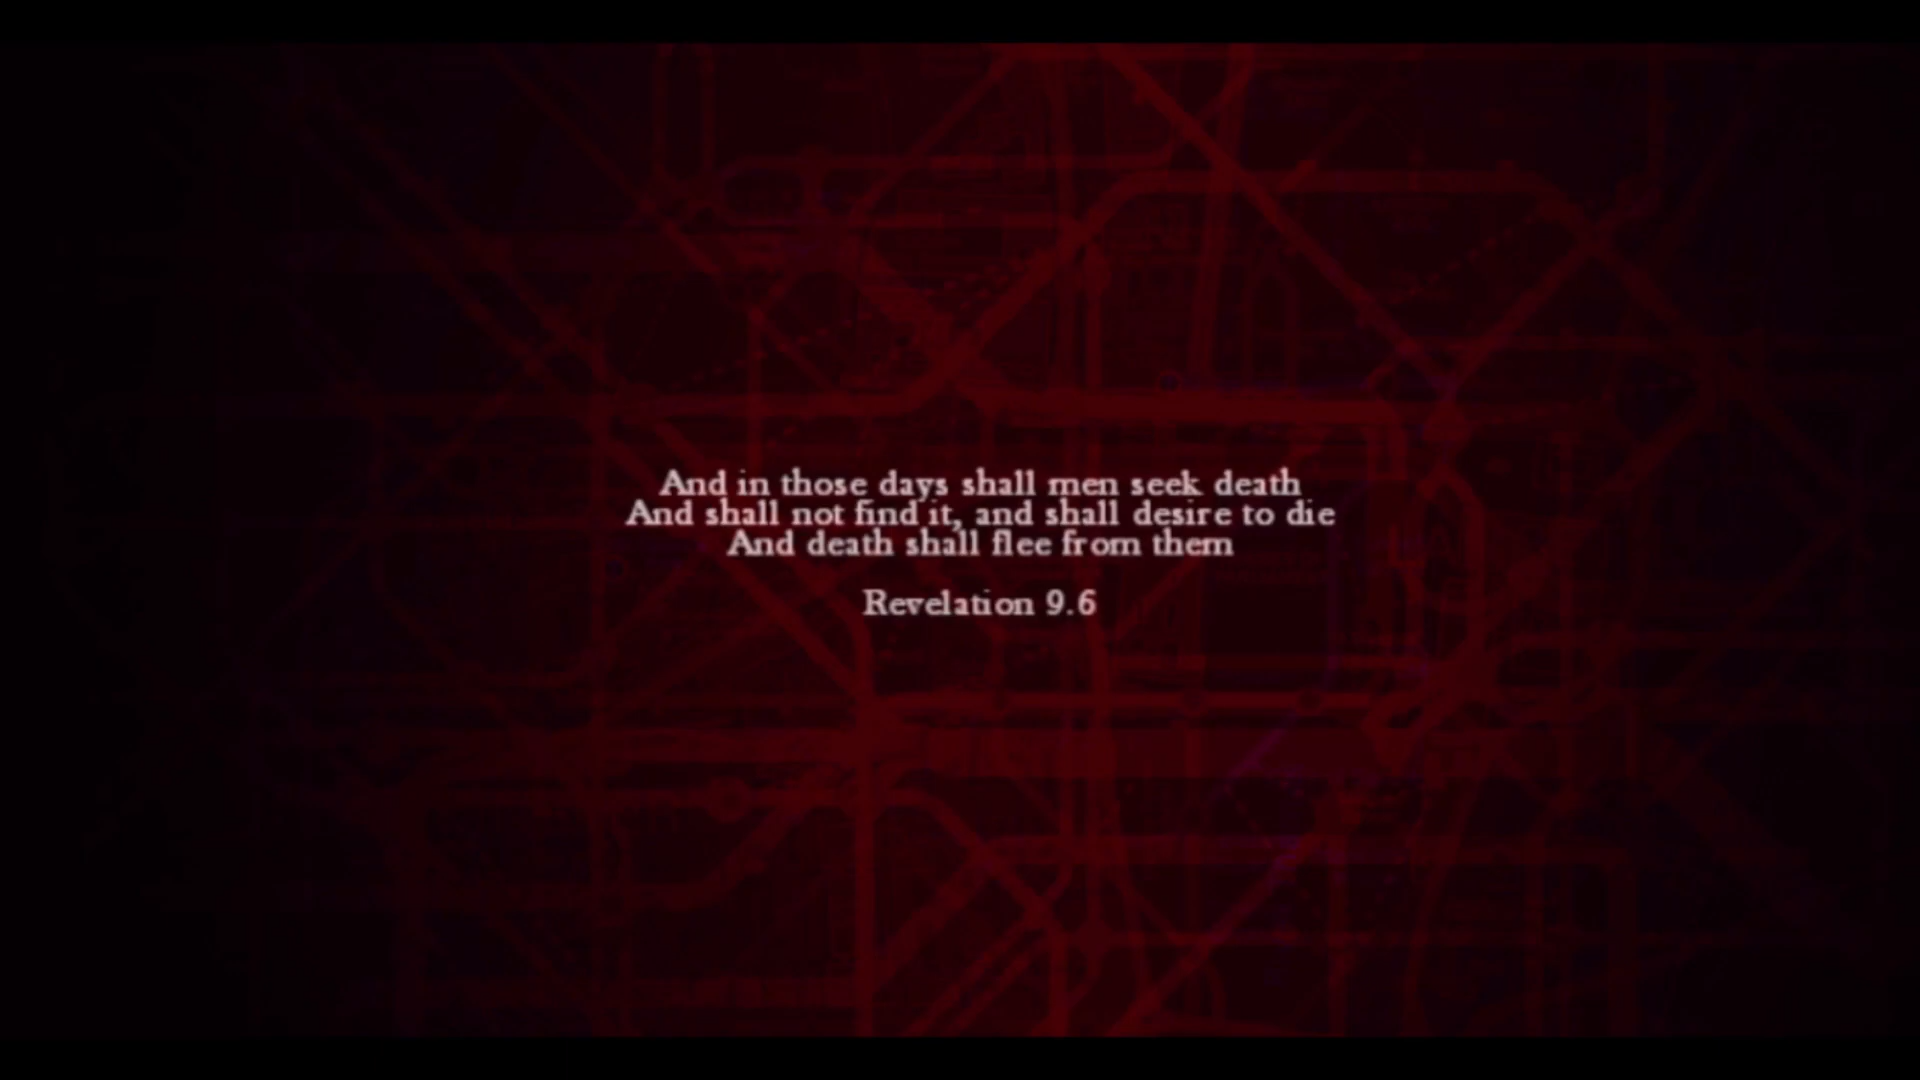 And in those days shall men seek death
And shall not find it, and shall desire to die
And death shall flee from them
Revelation 9.6